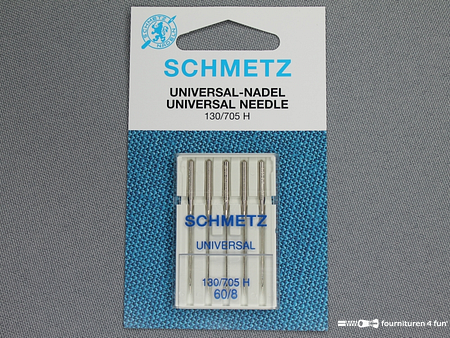 SCHMETZ
UNIVERSAL-NADEL
UNIVERSAL NEEDLE
130/705 H
SCHMETZ
UNIVERSAL
130/705 H
60/8
fournituren 4 fun